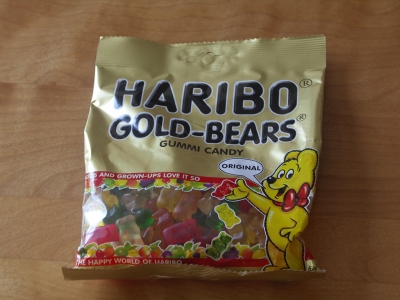 HARIBO®
GOLD-BEARS®
GUMMI CANDY
ORIGINAL
AND GROWN-UPS LOVE IT SO
THE HAPPY WORLD OF HARIBO